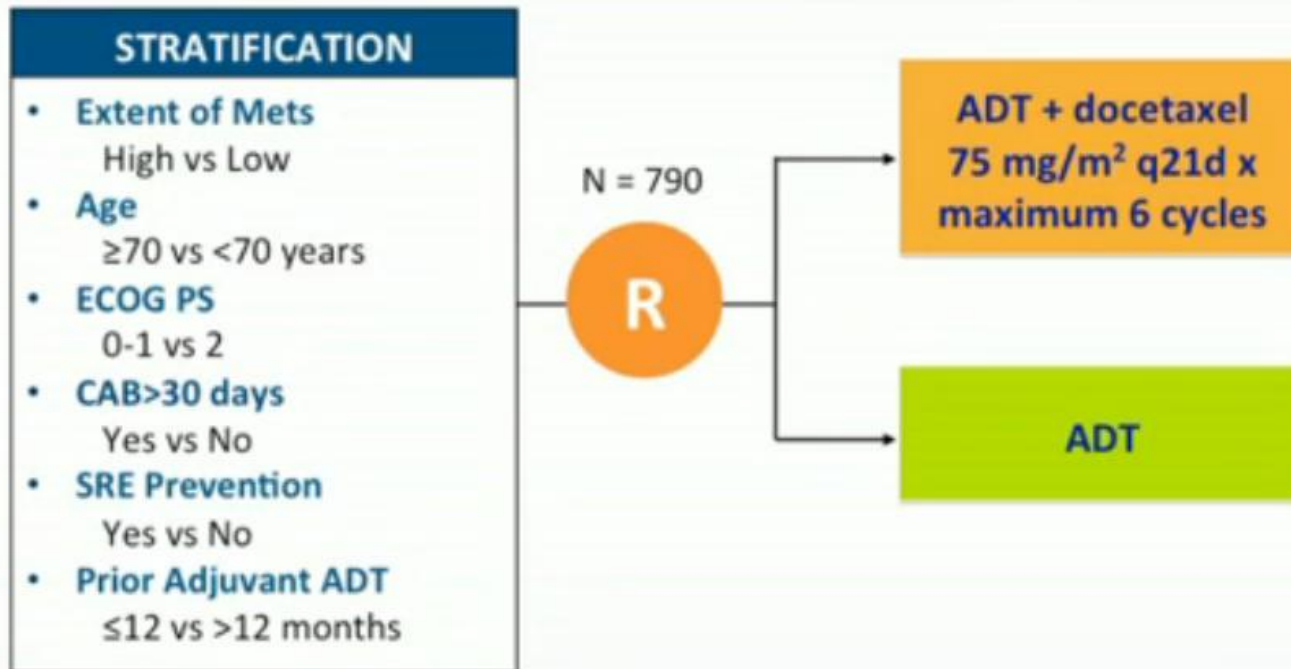 STRATIFICATION
• Extent of Mets
High vs Low
• Age
≥70 vs <70 years
• ECOG PS
0-1 vs 2
• CAB>30 days
Yes vs No
• SRE Prevention
Yes vs No
• Prior Adjuvant ADT
≤12 vs >12 months
N = 790
R
ADT + docetaxel
75 mg/m² q21d x
maximum 6 cycles
ADT